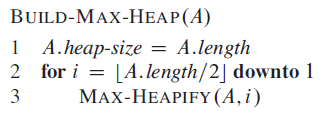 BUILD-MAX-HEAP(A)
1 A.heap-size = A.length
2 for i = ⌊A.length/2⌋ downto 1
3 MAX-HEAPIFY(A, i)